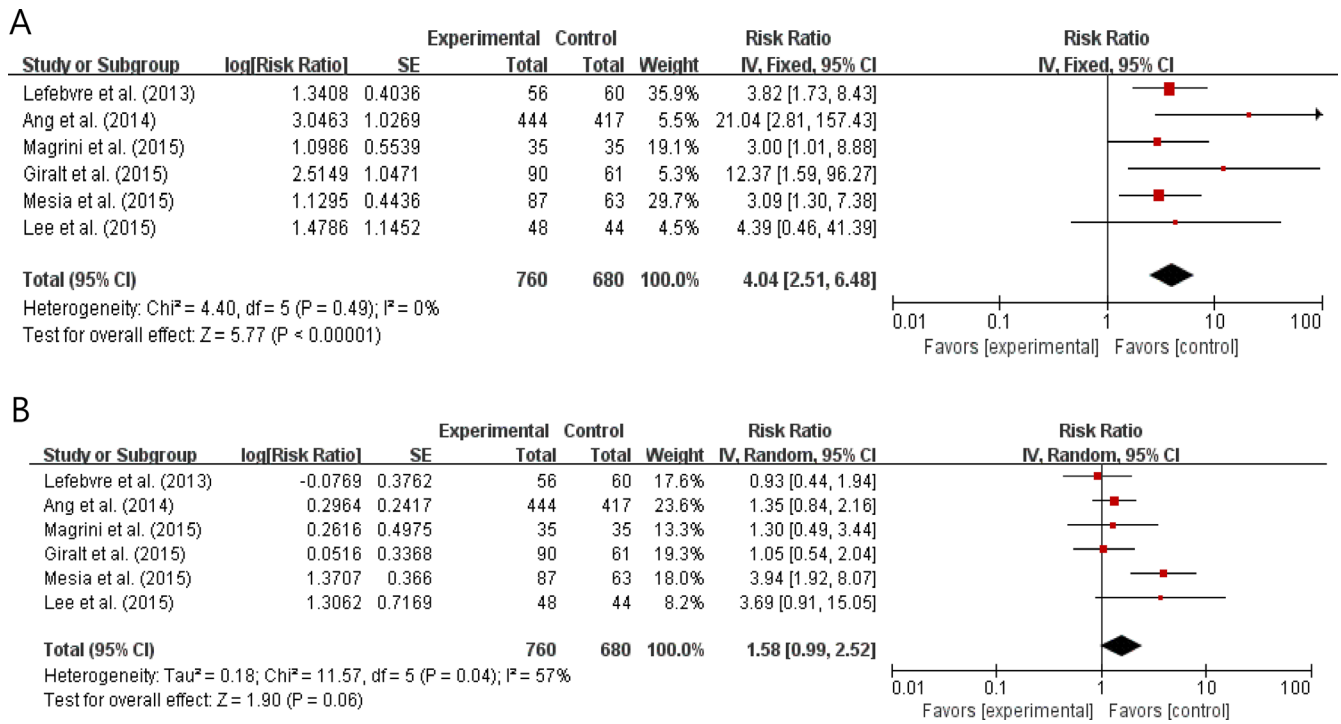 A
Experimental Control Risk Ratio Risk Ratio
Study or Subgroup log[Risk Ratio] SE Total Total Weight IV, Fixed, 95% CI IV, Fixed, 95% CI
Lefebvre et al. (2013) 1.3408 0.4036 56 60 35.9% 3.82 [1.73, 8.43]
Ang et al. (2014) 3.0463 1.0269 444 417 5.5% 21.04 [2.81, 157.43]
Magrini et al. (2015) 1.0986 0.5539 35 35 19.1% 3.00 [1.01, 8.88]
Giralt et al. (2015) 2.5149 1.0471 90 61 5.3% 12.37 [1.59, 96.27]
Mesia et al. (2015) 1.1295 0.4436 87 63 29.7% 3.09 [1.30, 7.38]
Lee et al. (2015) 1.4786 1.1452 48 44 4.5% 4.39 [0.46, 41.39]
Total (95% CI) 760 680 100.0% 4.04 [2.51, 6.48]
Heterogeneity: Chi² = 4.40, df = 5 (P = 0.49); I² = 0%
Test for overall effect: Z = 5.77 (P < 0.00001)
0.01 0.1 1 10 100
Favors [experimental] Favors [control]
B
Experimental Control Risk Ratio Risk Ratio
Study or Subgroup log[Risk Ratio] SE Total Total Weight IV, Random, 95% CI IV, Random, 95% CI
Lefebvre et al. (2013) -0.0769 0.3762 56 60 17.6% 0.93 [0.44, 1.94]
Ang et al. (2014) 0.2964 0.2417 444 417 23.6% 1.35 [0.84, 2.16]
Magrini et al. (2015) 0.2616 0.4975 35 35 13.3% 1.30 [0.49, 3.44]
Giralt et al. (2015) 0.0516 0.3368 90 61 19.3% 1.05 [0.54, 2.04]
Mesia et al. (2015) 1.3707 0.366 87 63 18.0% 3.94 [1.92, 8.07]
Lee et al. (2015) 1.3062 0.7169 48 44 8.2% 3.69 [0.91, 15.05]
Total (95% CI) 760 680 100.0% 1.58 [0.99, 2.52]
Heterogeneity: Tau² = 0.18; Chi² = 11.57, df = 5 (P = 0.04); I² = 57%
Test for overall effect: Z = 1.90 (P = 0.06)
0.01 0.1 1 10 100
Favors [experimental] Favors [control]